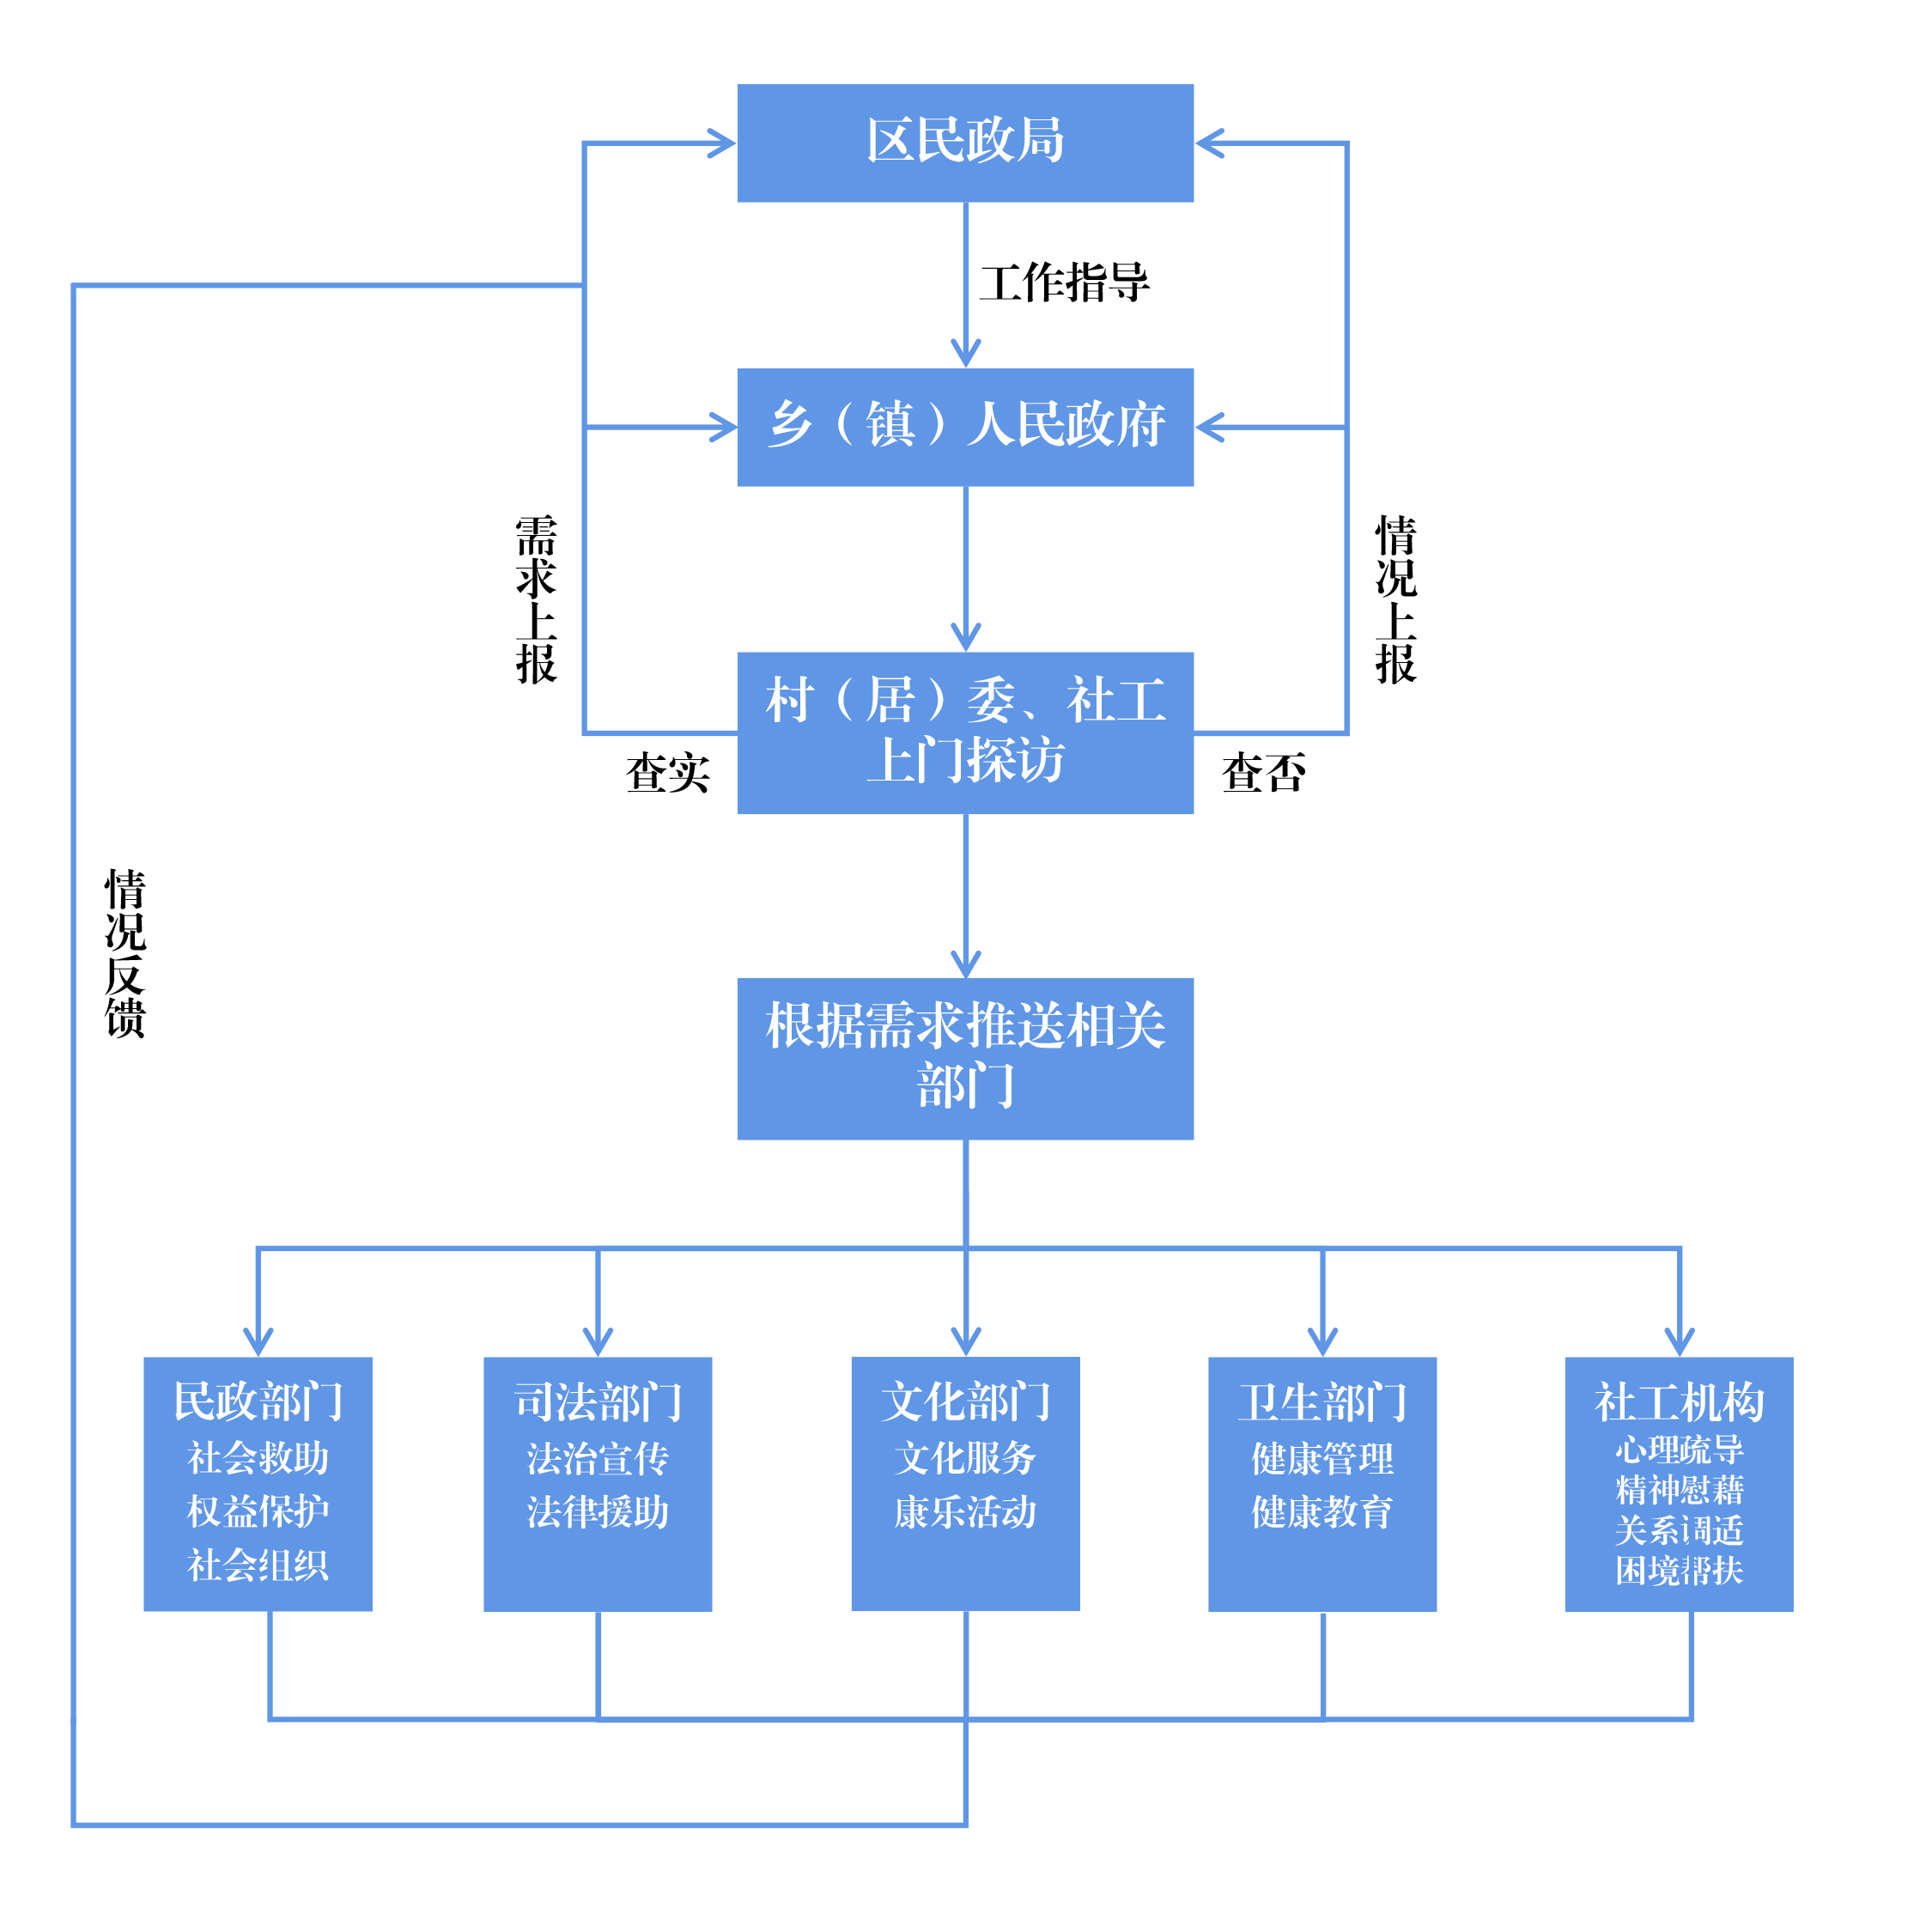 区民政局
工作指导
乡（镇）人民政府
需求上报
情况上报
村（居）委、社工
上门探访
查实
查否
情况反馈
根据需求推送相关
部门
民政部门
社会救助
权益保护
社会组织
司法部门
法治宣传
法律援助
文化部门
文化服务
康乐活动
卫生部门
健康管理
健康教育
社工机构
心理疏导
精神慰藉
关系调适
困境帮扶